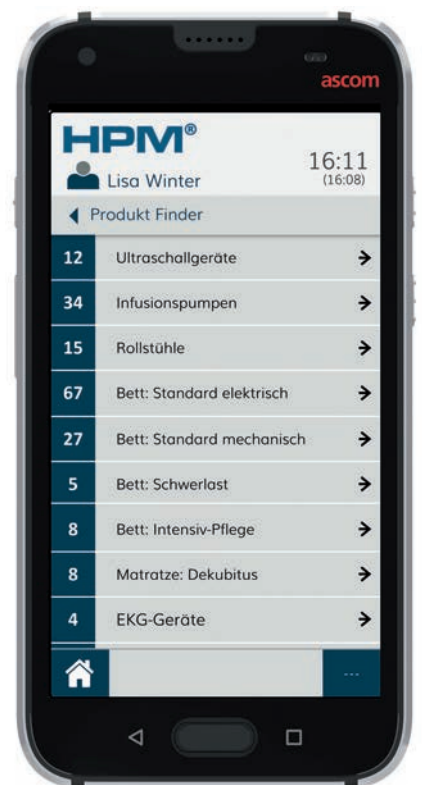 ascom
HPM®
Lisa Winter
16:11
(16:08)
Produkt Finder
12 Ultraschallgeräte
34 Infusionspumpen
15 Rollstühle
67 Bett: Standard elektrisch
27 Bett: Standard mechanisch
5 Bett: Schwerlast
8 Bett: Intensiv-Pflege
8 Matratze: Dekubitus
4 EKG-Geräte
...